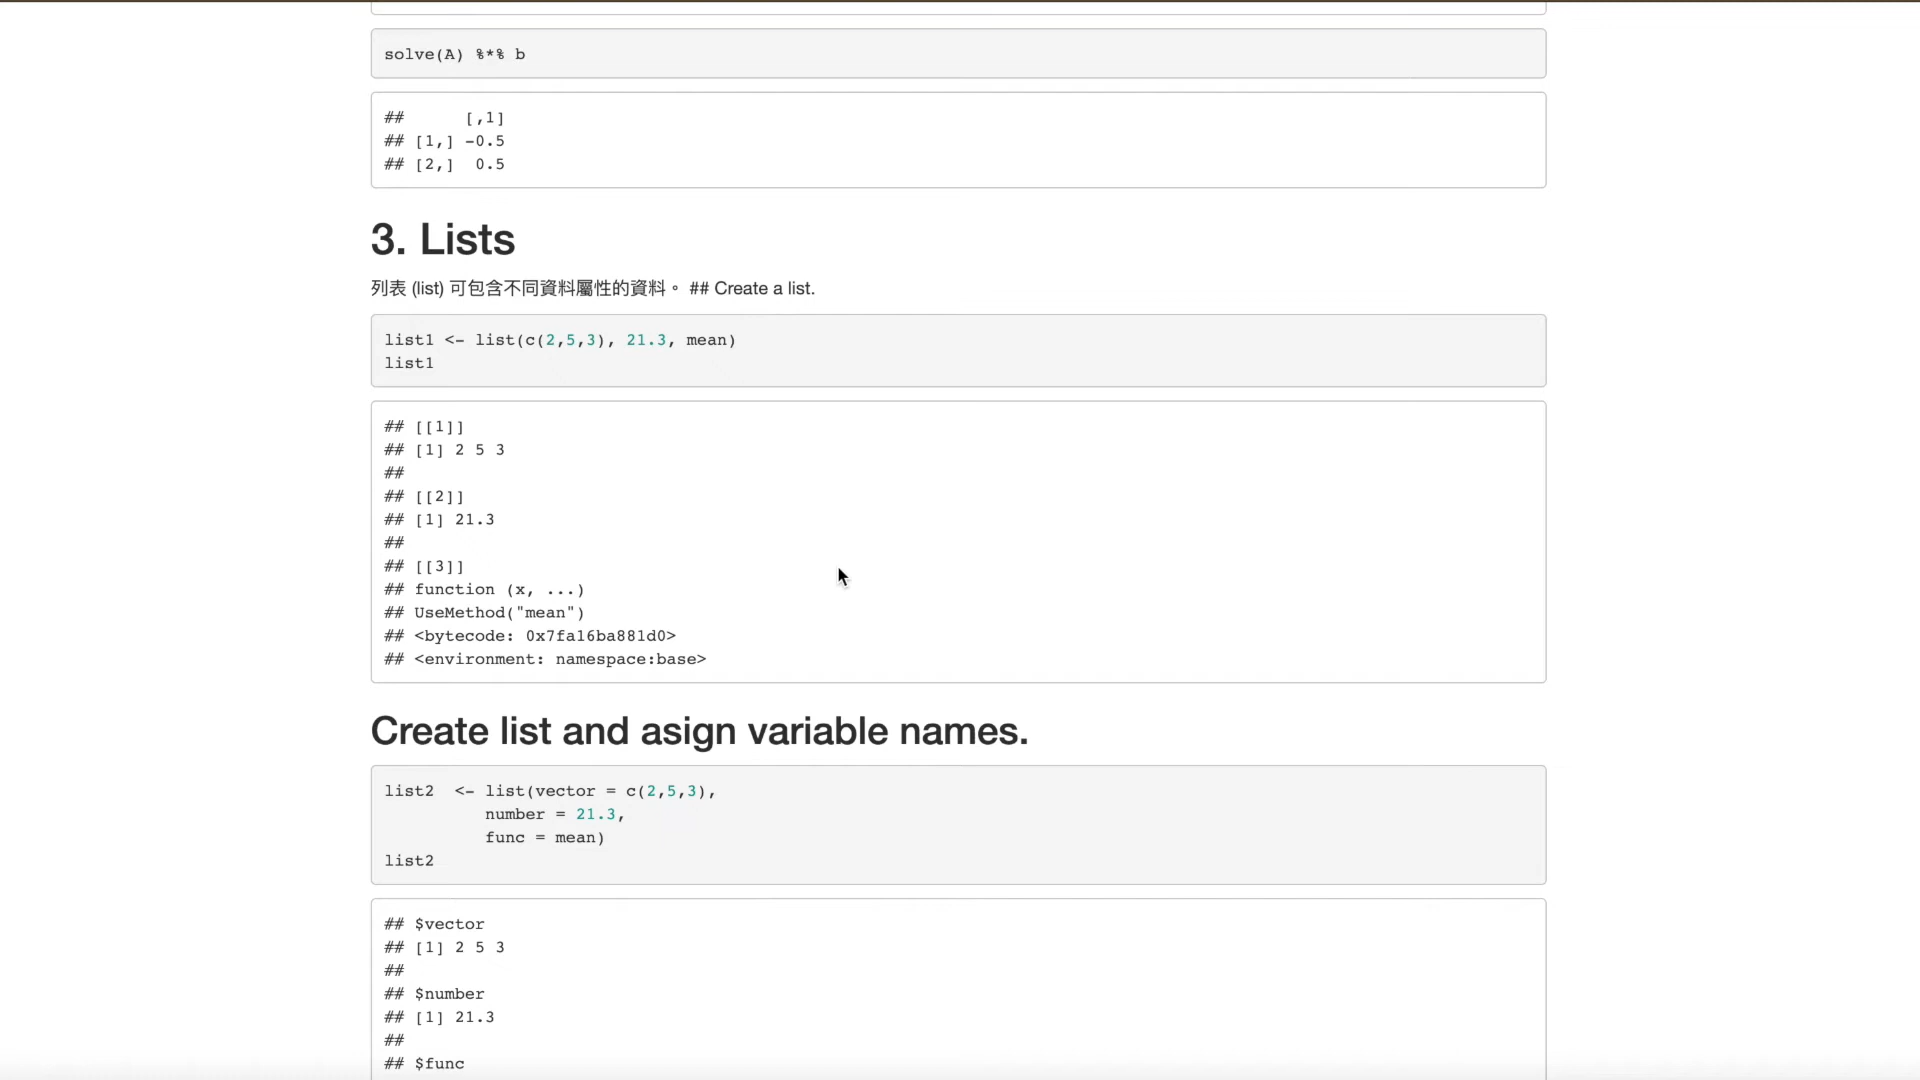 solve(A) %*% b
##      [,1]
## [1,] -0.5
## [2,]  0.5
3. Lists
列表 (list) 可包含不同資料屬性的資料。 ## Create a list.
list1 <- list(c(2,5,3), 21.3, mean)
list1
## [[1]]
## [1] 2 5 3
##
## [[2]]
## [1] 21.3
##
## [[3]]
## function (x, ...)
## UseMethod("mean")
## <bytecode: 0x7fa16ba881d0>
## <environment: namespace:base>
Create list and asign variable names.
list2  <- list(vector = c(2,5,3),
          number = 21.3,
          func = mean)
list2
## $vector
## [1] 2 5 3
##
## $number
## [1] 21.3
##
## $func